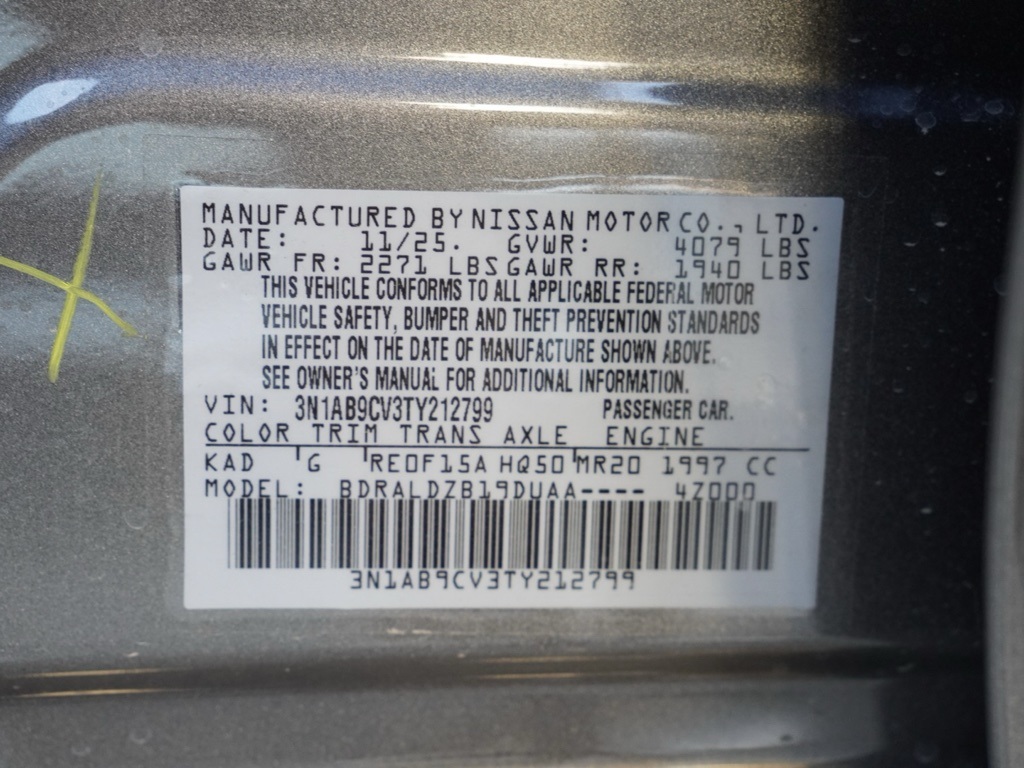 MANUFACTURED BY NISSAN MOTOR CO., LTD.
DATE: 11/25. GVWR: 4079 LBS
GAWR FR: 2271 LBS GAWR RR: 1940 LBS
THIS VEHICLE CONFORMS TO ALL APPLICABLE FEDERAL MOTOR
VEHICLE SAFETY, BUMPER AND THEFT PREVENTION STANDARDS
IN EFFECT ON THE DATE OF MANUFACTURE SHOWN ABOVE.
SEE OWNER'S MANUAL FOR ADDITIONAL INFORMATION.
VIN: 3N1AB9CV3TY212799 PASSENGER CAR.
COLOR TRIM TRANS AXLE ENGINE
KAD G RE0F15A HQ50 MR20 1997 CC
MODEL: BDRALDZB19DUAA---- 4Z000
3N1AB9CV3TY212799